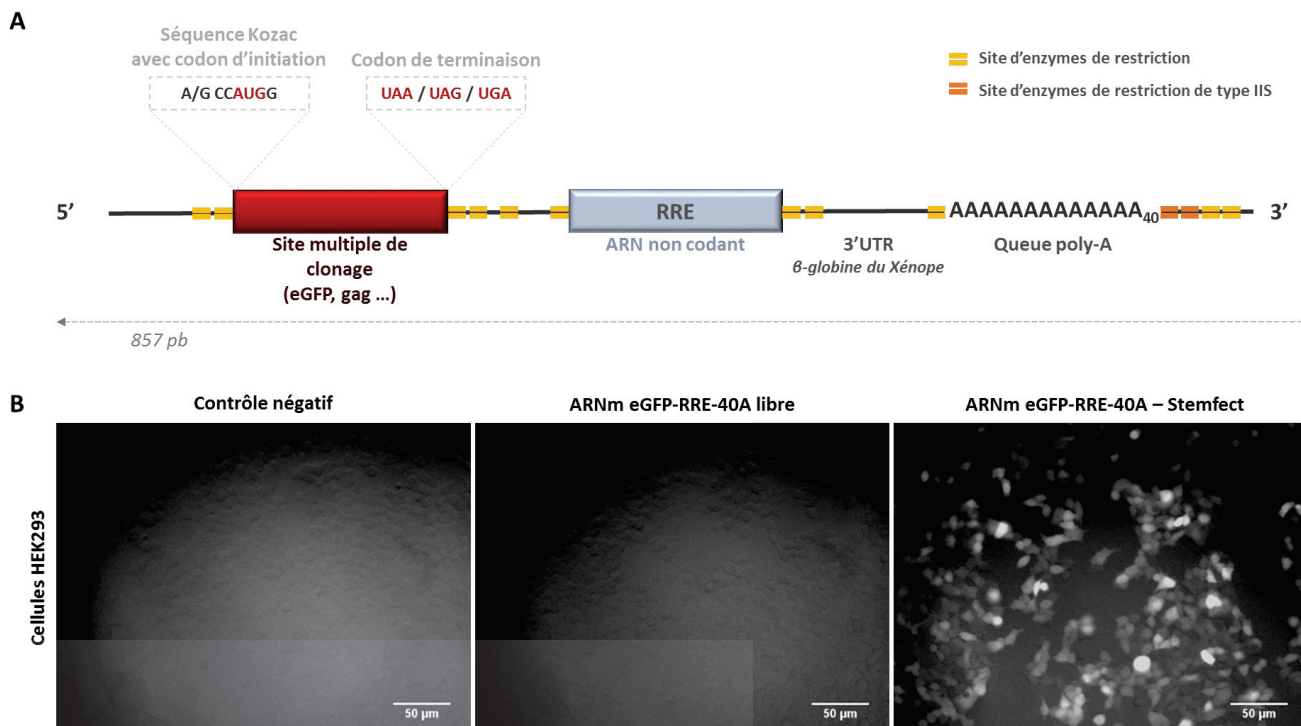 A
Séquence Kozac
avec codon d'initiation
A/G CCAUGG
Codon de terminaison
UAA / UAG / UGA
Site d'enzymes de restriction
Site d'enzymes de restriction de type IIS
5'
RRE
AAAAAAAAAAAAA40
3'
Site multiple de
clonage
(eGFP, gag ...)
ARN non codant
3'UTR
β-globine du Xénope
Queue poly-A
857 pb
B
Contrôle négatif
ARNm eGFP-RRE-40A libre
ARNm eGFP-RRE-40A – Stemfect
Cellules HEK293
50 µm
50 µm
50 µm